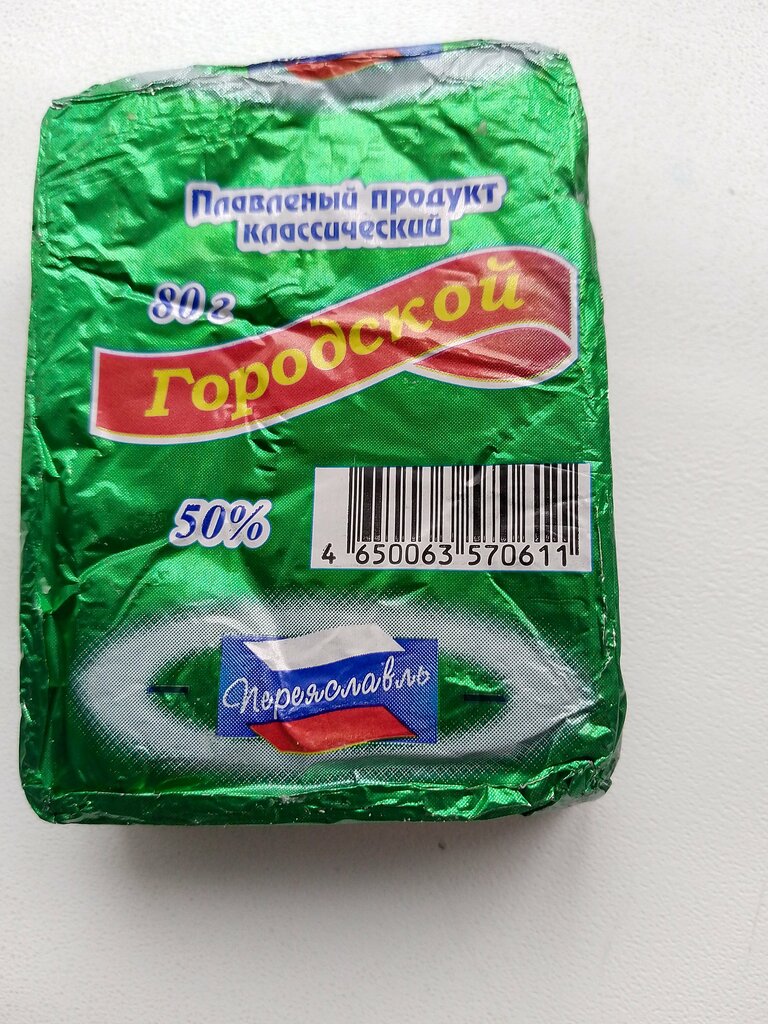 Плавленый продукт
классический
80 г
Городской
50%
4 650063 570611
Переяславль